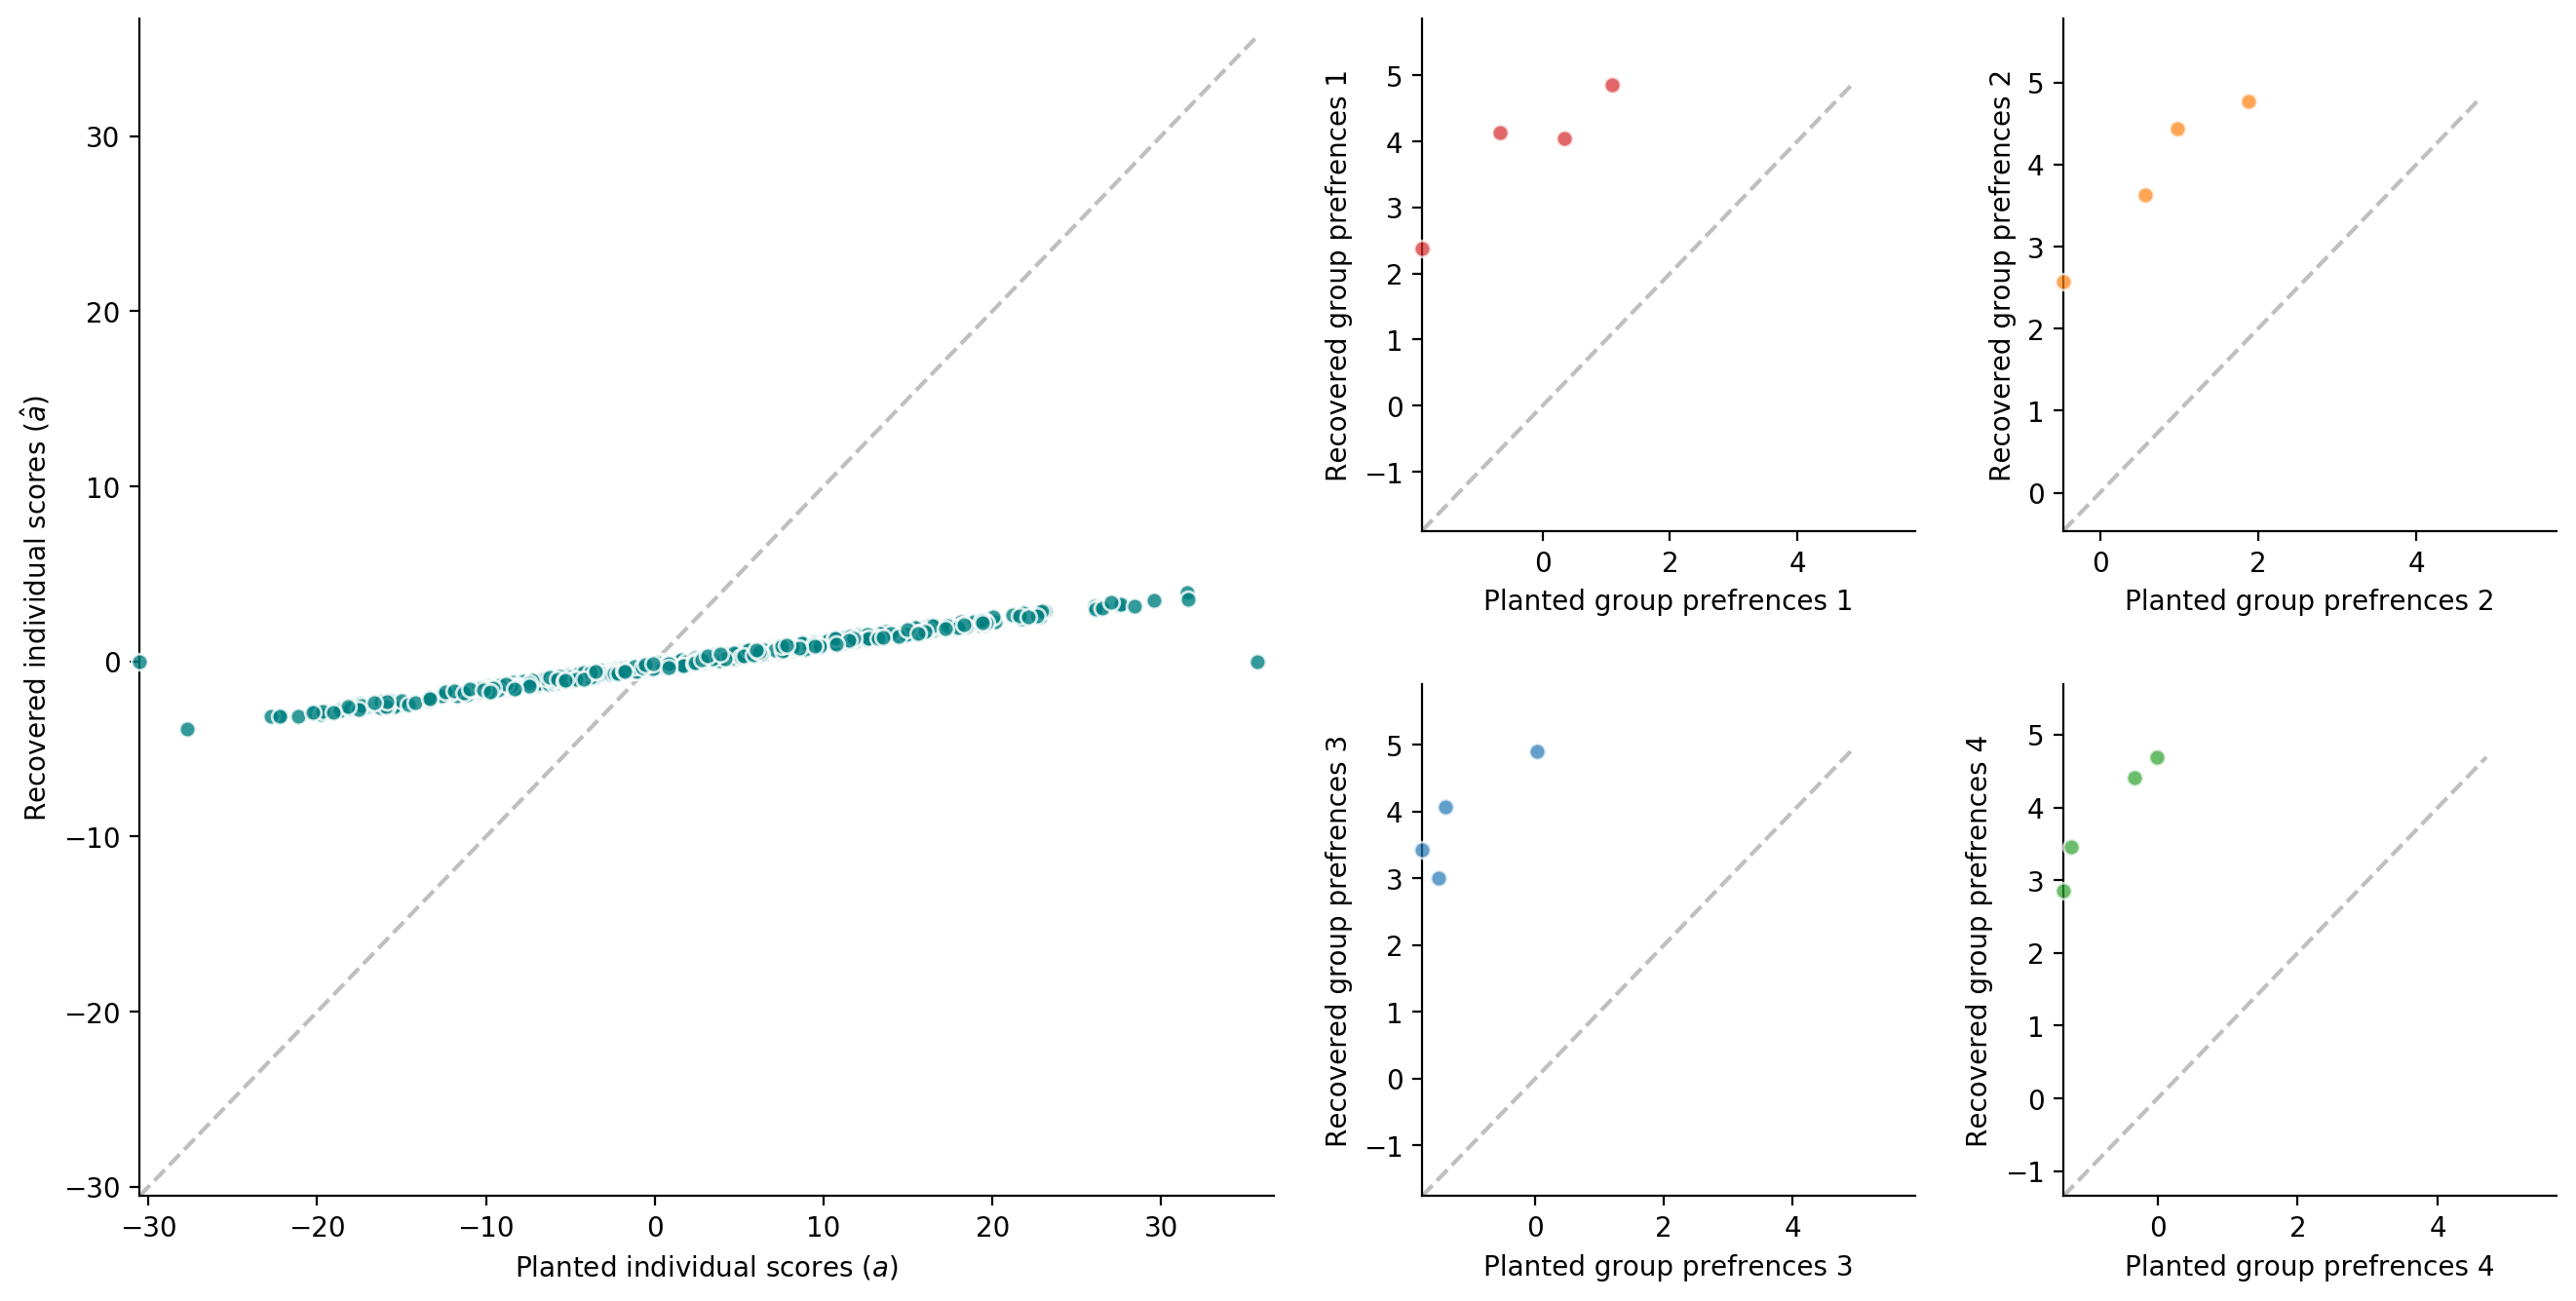 Recovered individual scores (â)
30
20
10
0
−10
−20
−30
−30 −20 −10 0 10 20 30
Planted individual scores (a)
Recovered group prefrences 1
5
4
3
2
1
0
−1
0 2 4
Planted group prefrences 1
Recovered group prefrences 2
5
4
3
2
1
0
0 2 4
Planted group prefrences 2
Recovered group prefrences 3
5
4
3
2
1
0
−1
0 2 4
Planted group prefrences 3
Recovered group prefrences 4
5
4
3
2
1
0
−1
0 2 4
Planted group prefrences 4